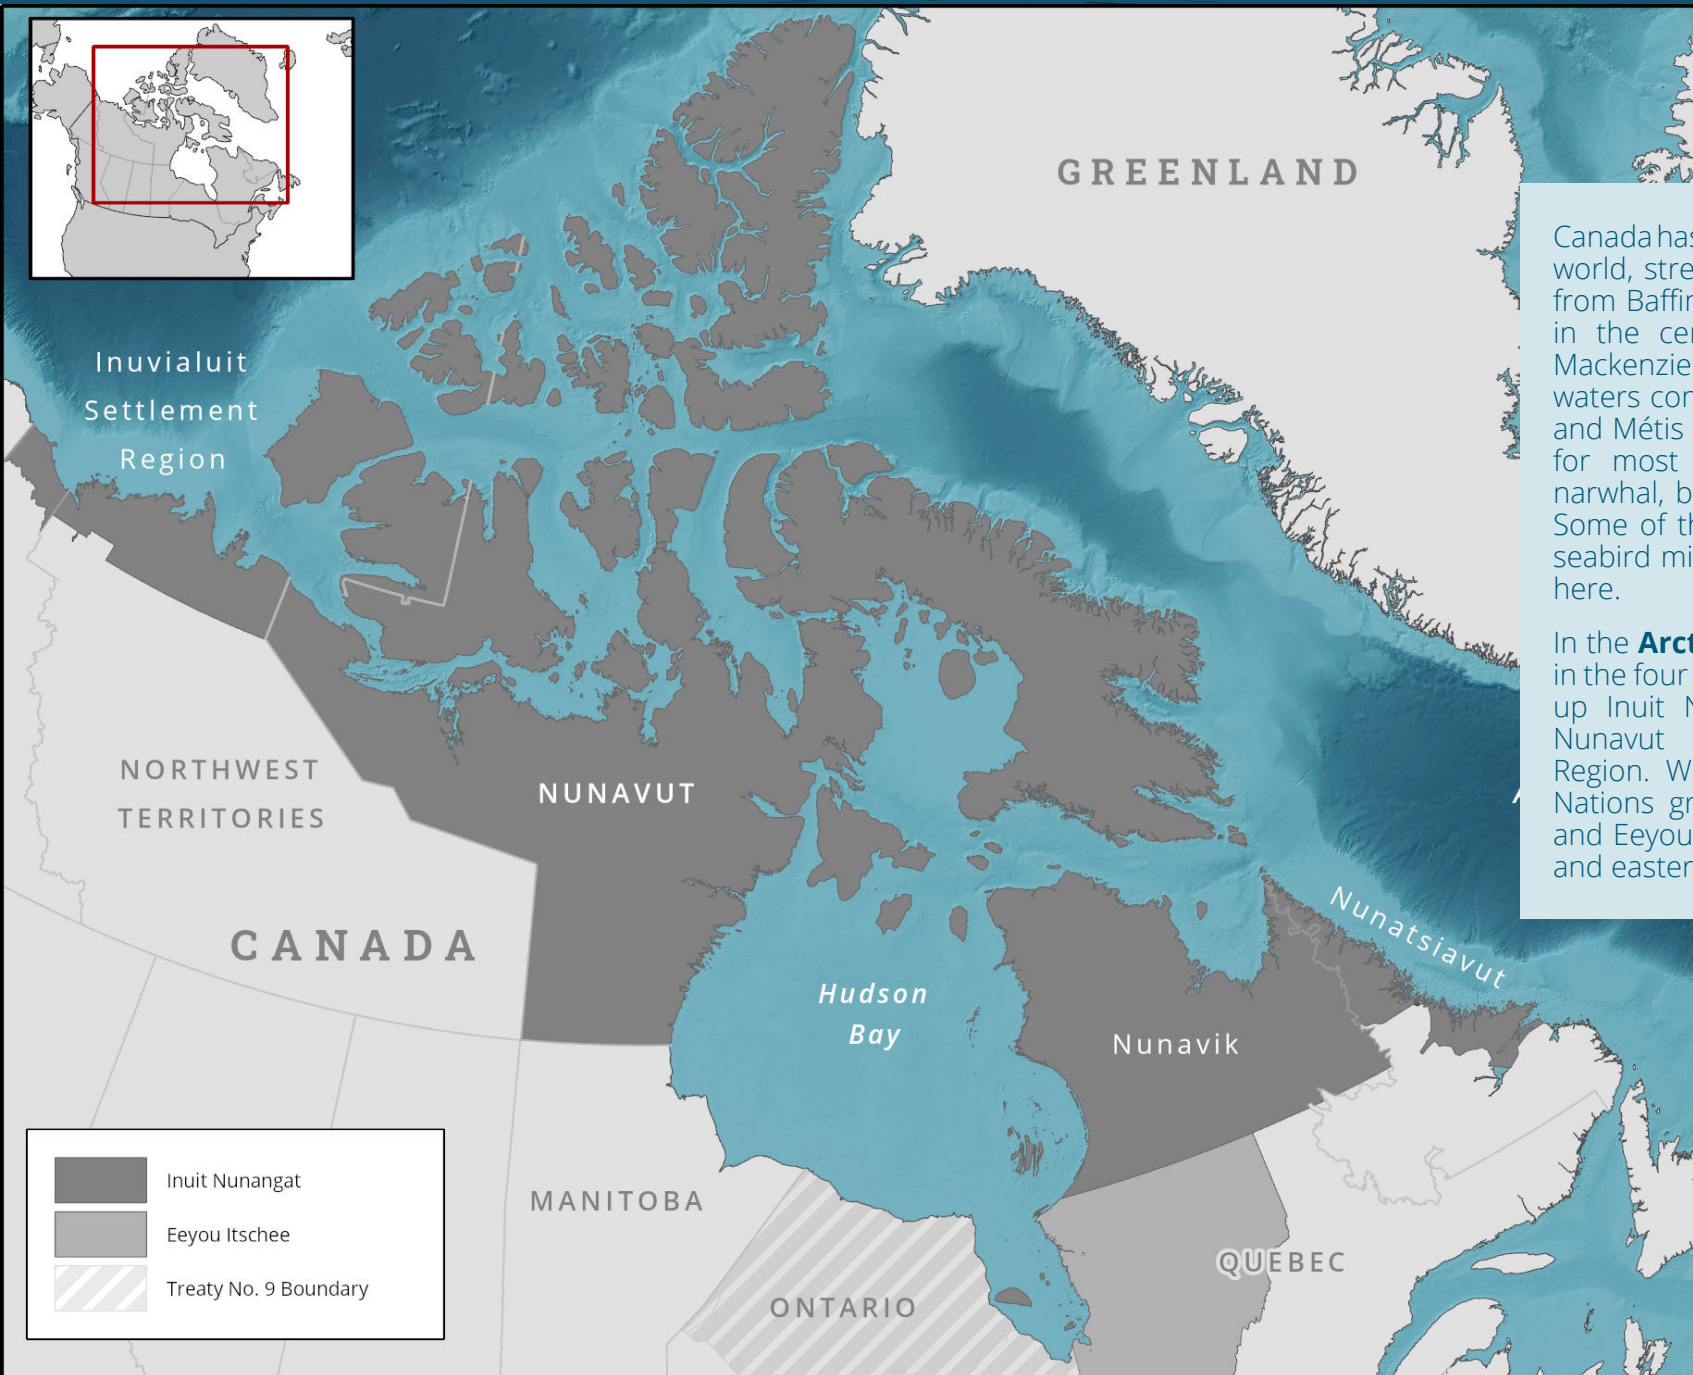 GREENLAND
Inuvialuit
Settlement
Region
NORTHWEST
TERRITORIES
NUNAVUT
CANADA
Hudson
Bay
Nunavik
Nunatsiavut
MANITOBA
ONTARIO
QUEBEC
Inuit Nunangat
Eeyou Itschee
Treaty No. 9 Boundary
Canada has
world, stre
from Baffin
in the cer
Mackenzie
waters con
and Métis
for most
narwhal, b
Some of th
seabird mi
here.
In the Arct
in the four
up Inuit N
Nunavut
Region. W
Nations gr
and Eeyou
and easter